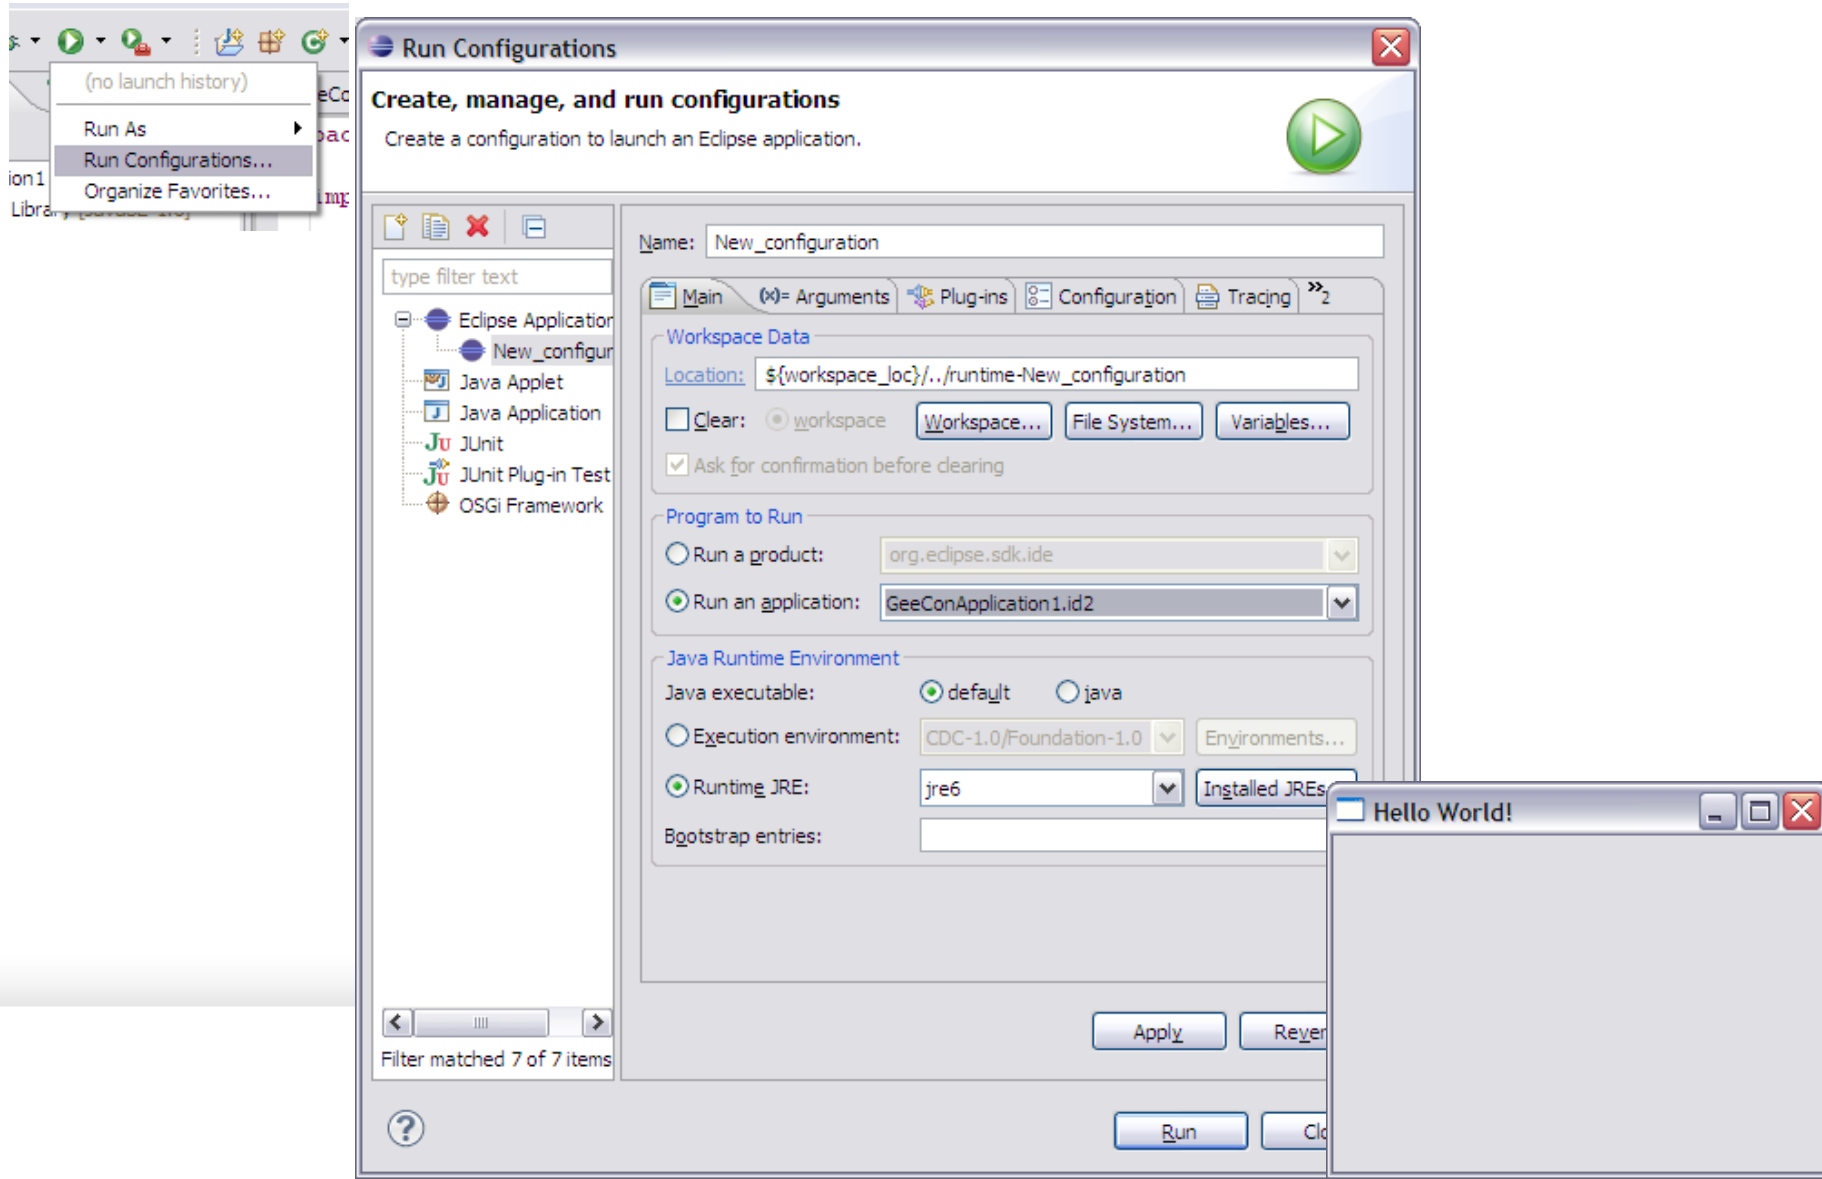 (no launch history)
Run As
Run Configurations...
Organize Favorites...
Run Configurations
Create, manage, and run configurations
Create a configuration to launch an Eclipse application.
Name: New_configuration
type filter text
Eclipse Application
New_configur
Java Applet
Java Application
JUnit
JUnit Plug-in Test
OSGi Framework
Filter matched 7 of 7 items
Main (x)= Arguments Plug-ins Configuration Tracing »2
Workspace Data
Location: ${workspace_loc}/../runtime-New_configuration
Clear: workspace Workspace... File System... Variables...
Ask for confirmation before clearing
Program to Run
Run a product: org.eclipse.sdk.ide
Run an application: GeeConApplication1.id2
Java Runtime Environment
Java executable: default java
Execution environment: CDC-1.0/Foundation-1.0 Environments...
Runtime JRE: jre6 Installed JREs
Bootstrap entries:
Apply Rever
Run Clo
Hello World!